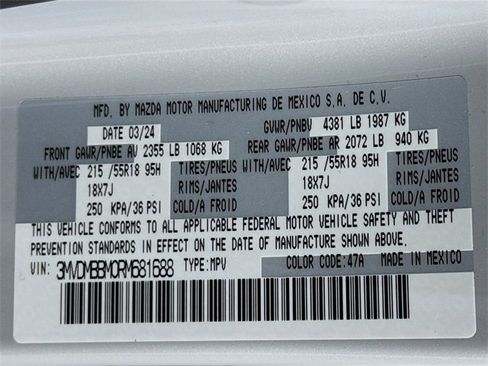 MFD. BY MAZDA MOTOR MANUFACTURING DE MEXICO S.A. DE C.V.
DATE 03/24 GVWR/PNBV 4381 LB 1987 KG
FRONT GAWR/PNBE AV 2355 LB 1068 KG REAR GAWR/PNBE AR 2072 LB 940 KG
WITH/AVEC 215 /55R18 95H TIRES/PNEUS WITH/AVEC 215 /55R18 95H TIRES/PNEUS
18X7J RIMS/JANTES 18X7J RIMS/JANTES
250 KPA/36 PSI COLD/A FROID 250 KPA/36 PSI COLD/A FROID
THIS VEHICLE CONFORMS TO ALL APPLICABLE FEDERAL MOTOR VEHICLE SAFETY AND THEFT
PREVENTION STANDARDS IN EFFECT ON THE DATE OF MANUFACTURE SHOWN ABOVE.
VIN: 3MVDMBBM0RM681688 TYPE:MPV COLOR CODE:47A MADE IN MEXICO